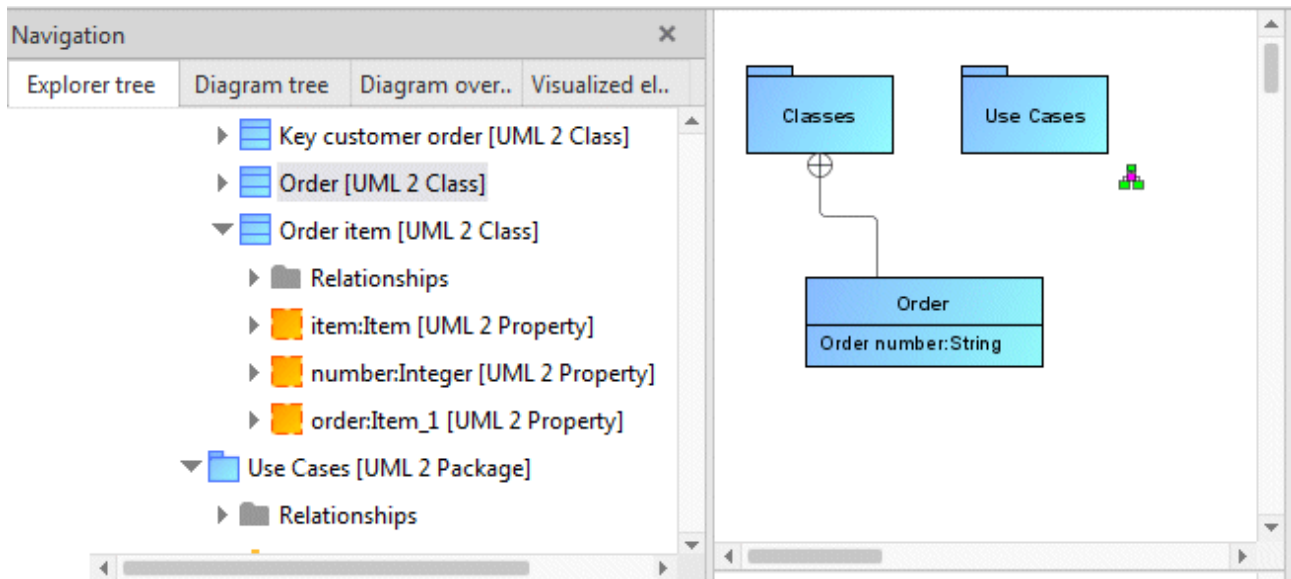 Navigation
Explorer tree
Diagram tree
Diagram over..
Visualized el..
Key customer order [UML 2 Class]
Order [UML 2 Class]
Order item [UML 2 Class]
Relationships
item:Item [UML 2 Property]
number:Integer [UML 2 Property]
order:Item_1 [UML 2 Property]
Use Cases [UML 2 Package]
Relationships
Classes
Use Cases
Order
Order number:String